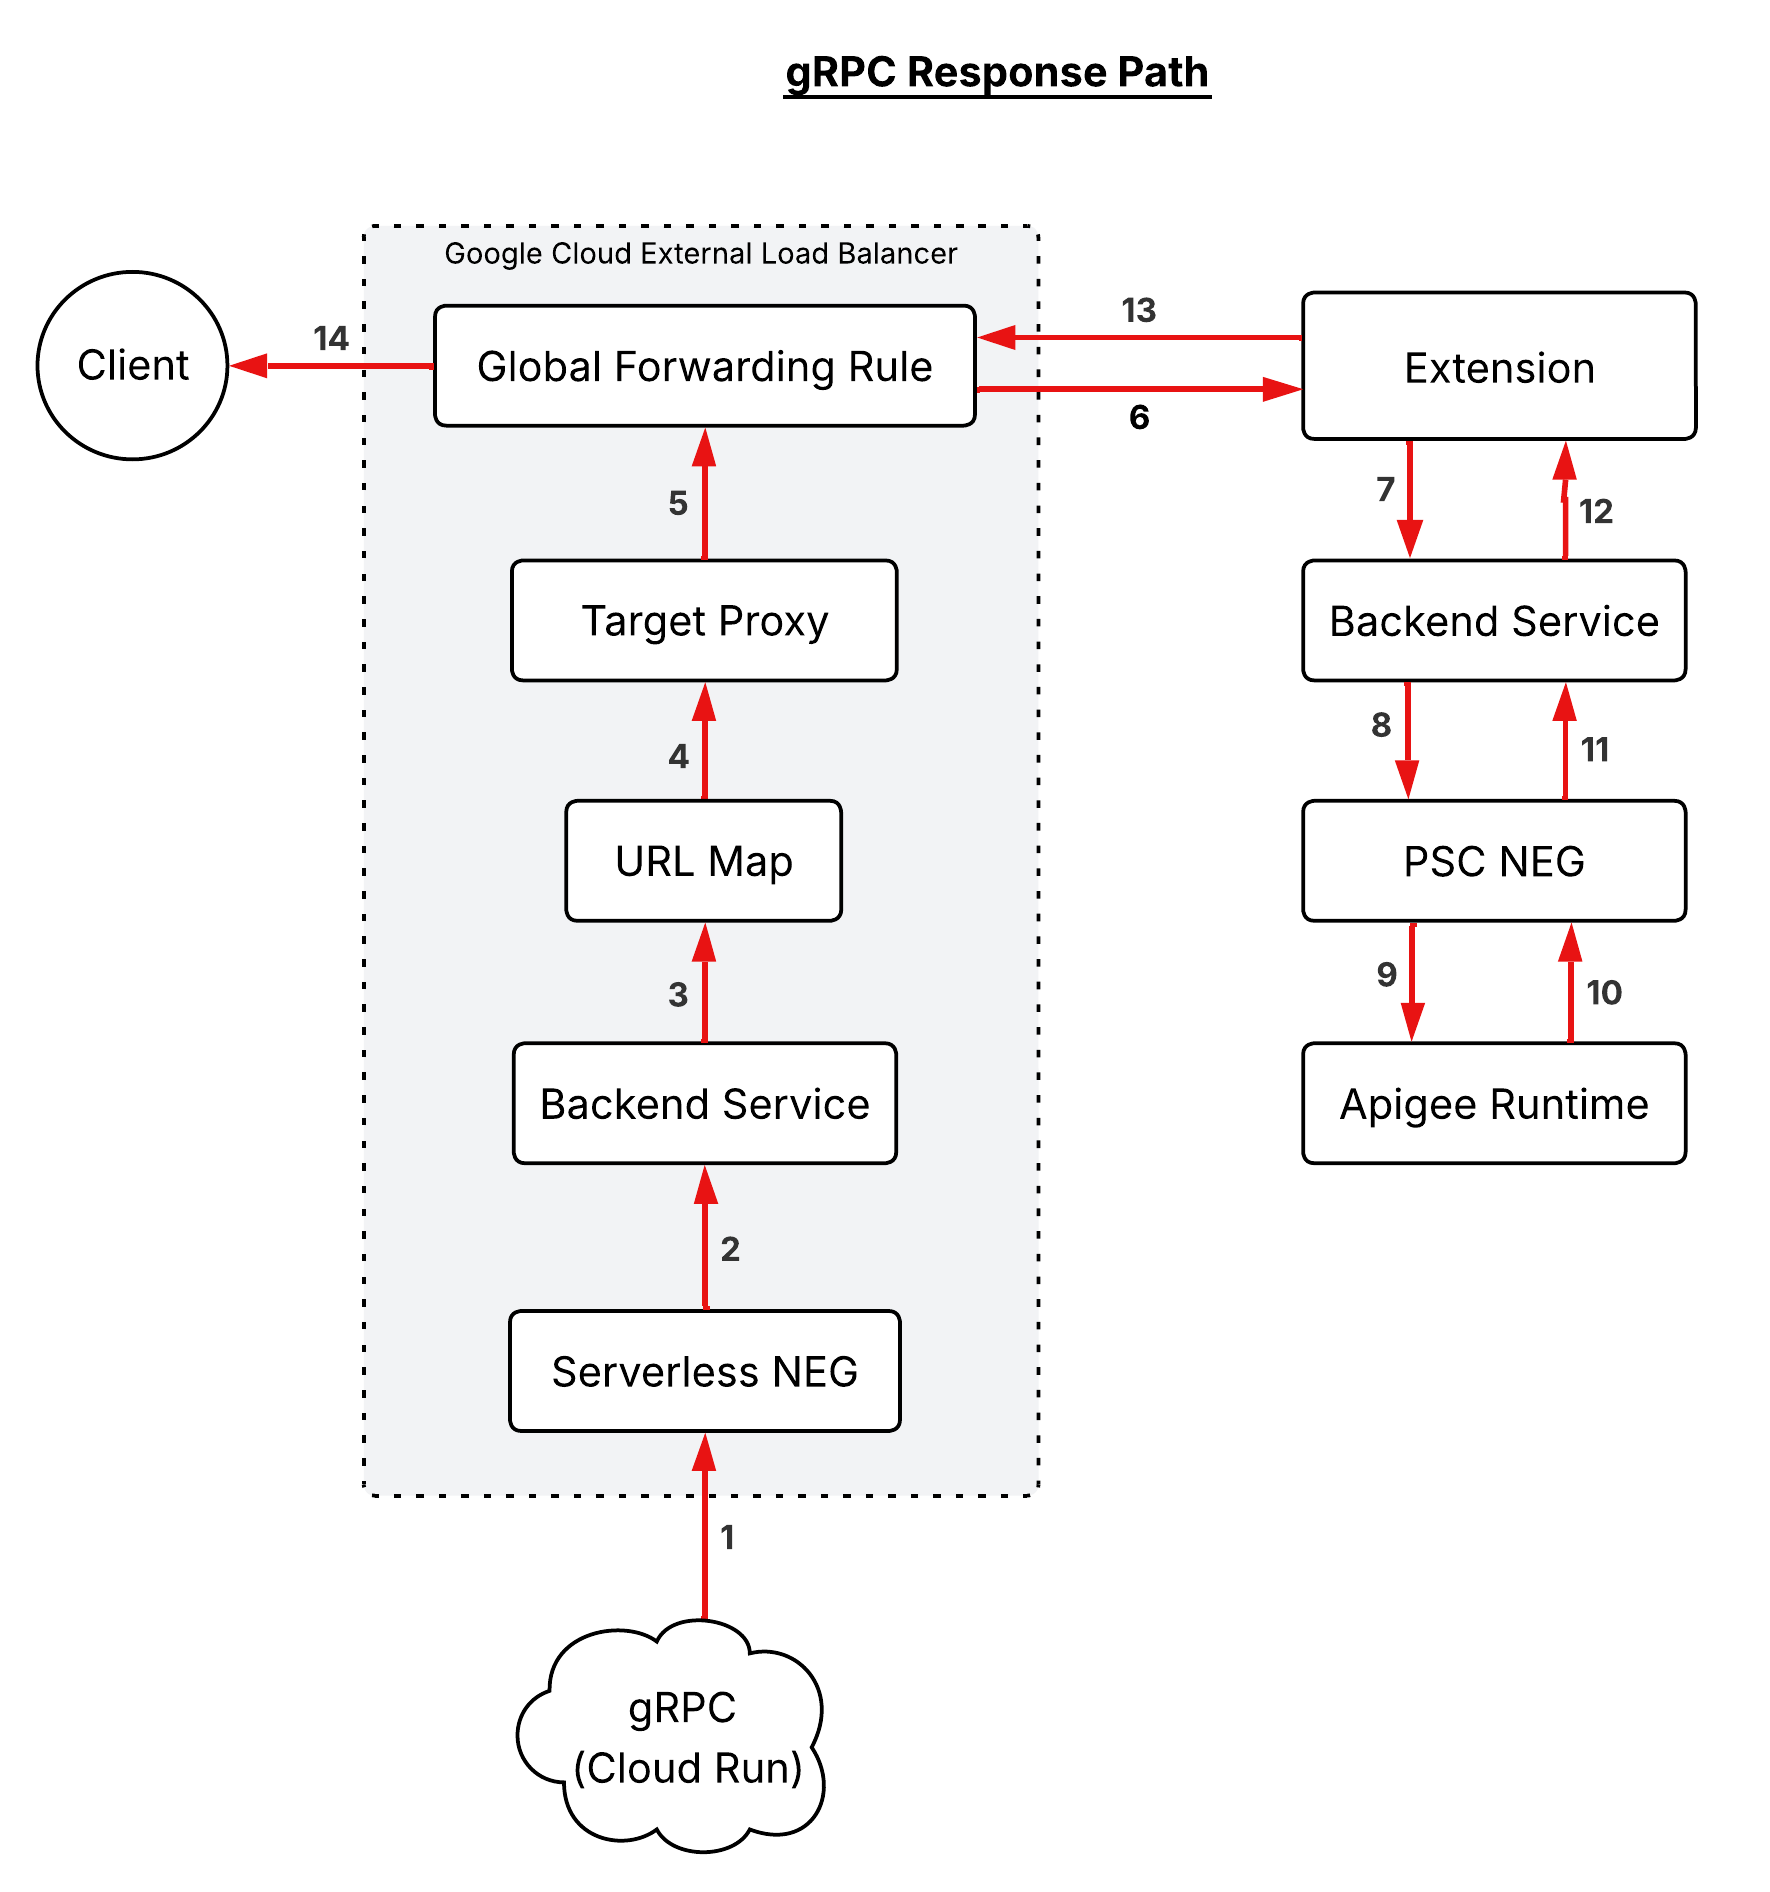 gRPC Response Path
Google Cloud External Load Balancer
Client
14
Global Forwarding Rule
13
6
Extension
5
7
12
Target Proxy
Backend Service
4
8
11
URL Map
PSC NEG
3
9
10
Backend Service
Apigee Runtime
2
Serverless NEG
1
gRPC
(Cloud Run)